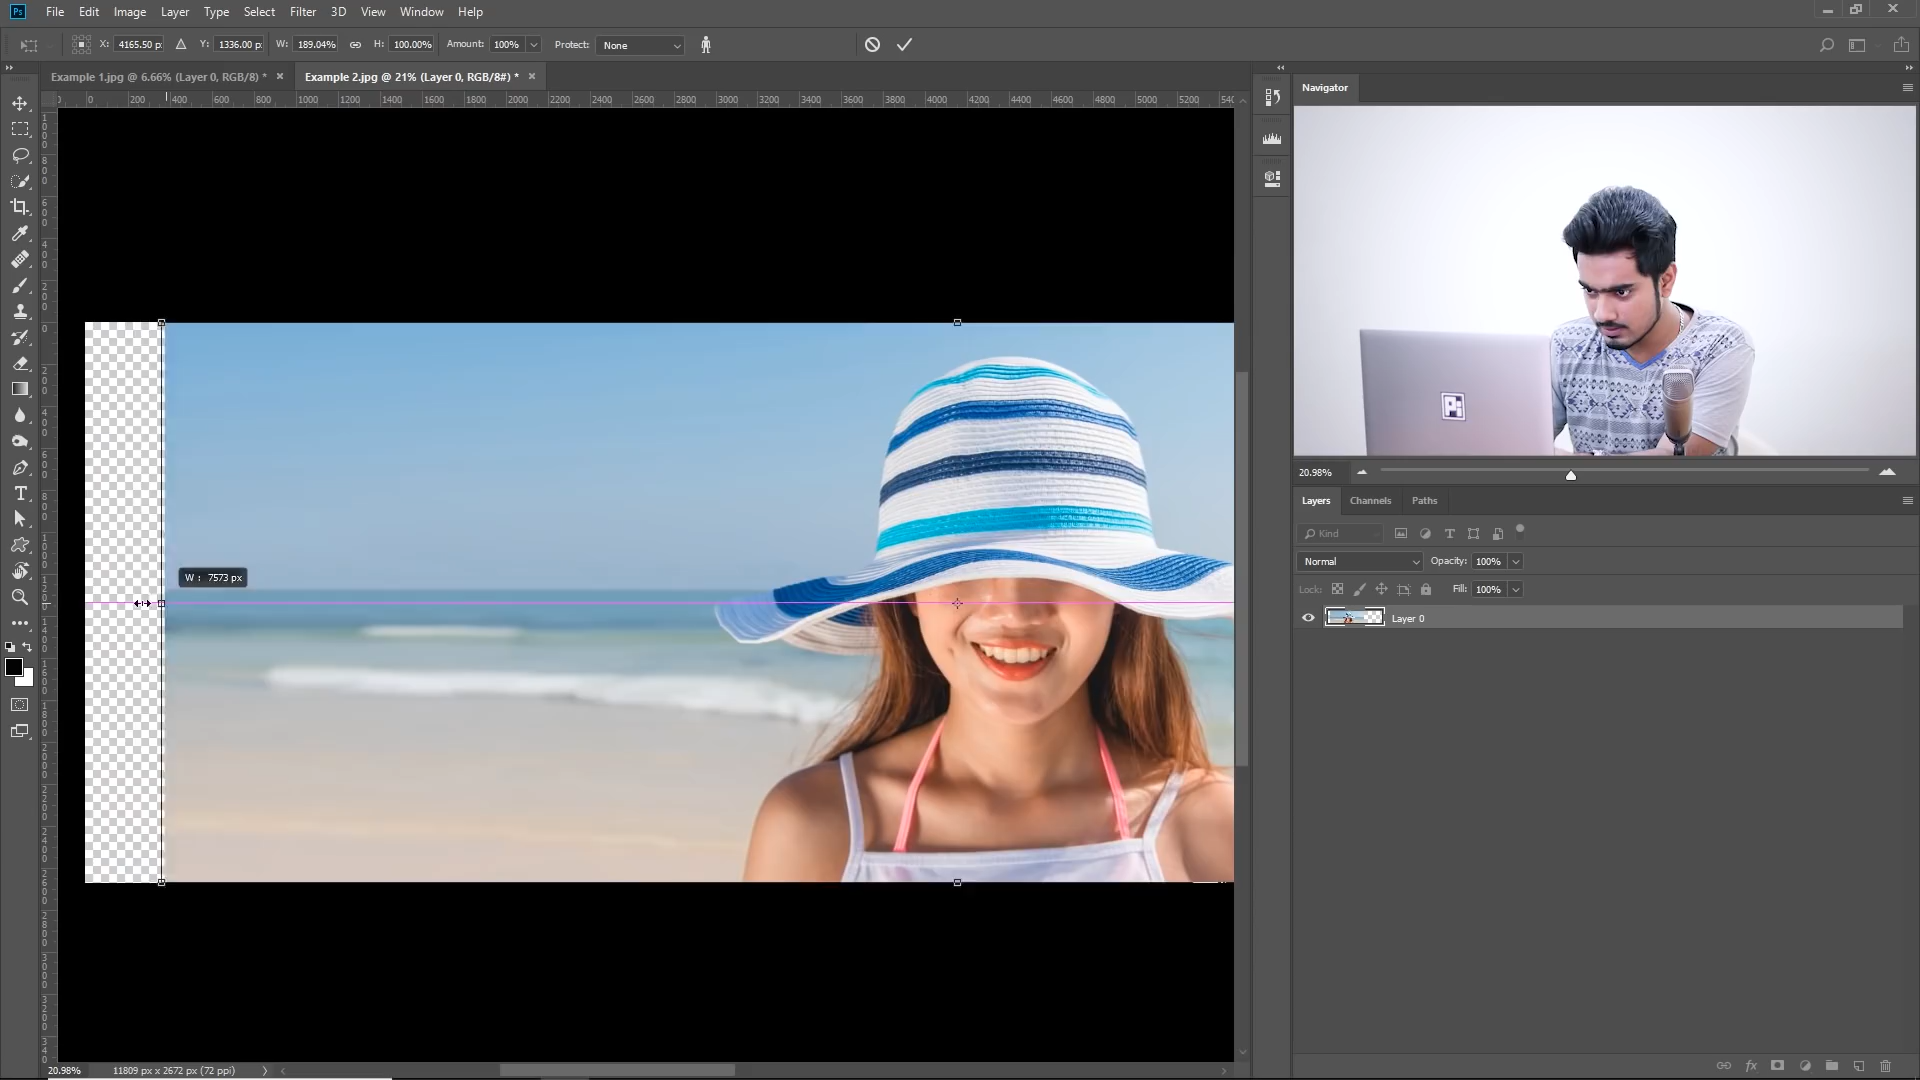 Ps File Edit Image Layer Type Select Filter 3D View Window Help
X: 4165.50 p: Y: 1336.00 p: W: 189.04% H: 100.00% Amount: 100% Protect: None
Example 1.jpg @ 6.66% (Layer 0, RGB/8) * × Example 2.jpg @ 21% (Layer 0, RGB/8#) * ×
0 200 400 600 800 1000 1200 1400 1600 1800 2000 2200 2400 2600 2800 3000 3200 3400 3600 3800 4000 4200 4400 4600 4800 5000 5200 540
Navigator
20.98%
Layers Channels Paths
Kind
Normal Opacity: 100%
Lock: Fill: 100%
Layer 0
W : 7573 px
20.98% 11809 px x 2672 px (72 ppi)